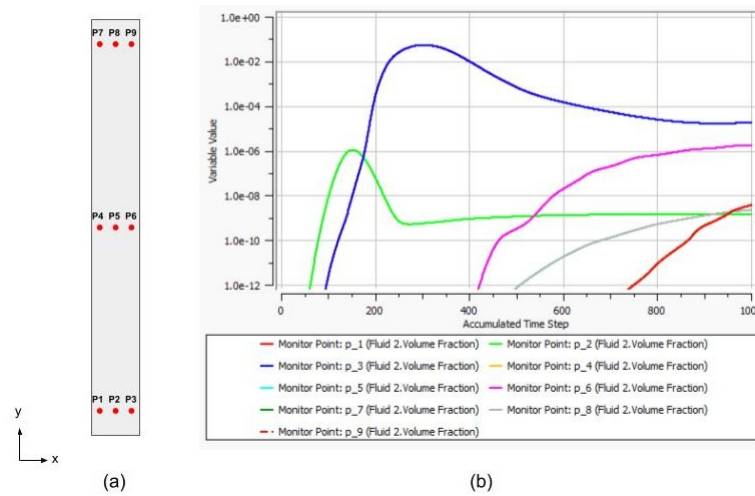 P7 P8 P9
P4 P5 P6
P1 P2 P3
y
x
(a)
1.0e+00
1.0e-02
1.0e-04
1.0e-06
1.0e-08
1.0e-10
1.0e-12
Variable Value
0 200 400 600 800 100
Accumulated Time Step
Monitor Point: p_1 (Fluid 2.Volume Fraction) Monitor Point: p_2 (Fluid 2.Volume Fraction)
Monitor Point: p_3 (Fluid 2.Volume Fraction) Monitor Point: p_4 (Fluid 2.Volume Fraction)
Monitor Point: p_5 (Fluid 2.Volume Fraction) Monitor Point: p_6 (Fluid 2.Volume Fraction)
Monitor Point: p_7 (Fluid 2.Volume Fraction) Monitor Point: p_8 (Fluid 2.Volume Fraction)
Monitor Point: p_9 (Fluid 2.Volume Fraction)
(b)